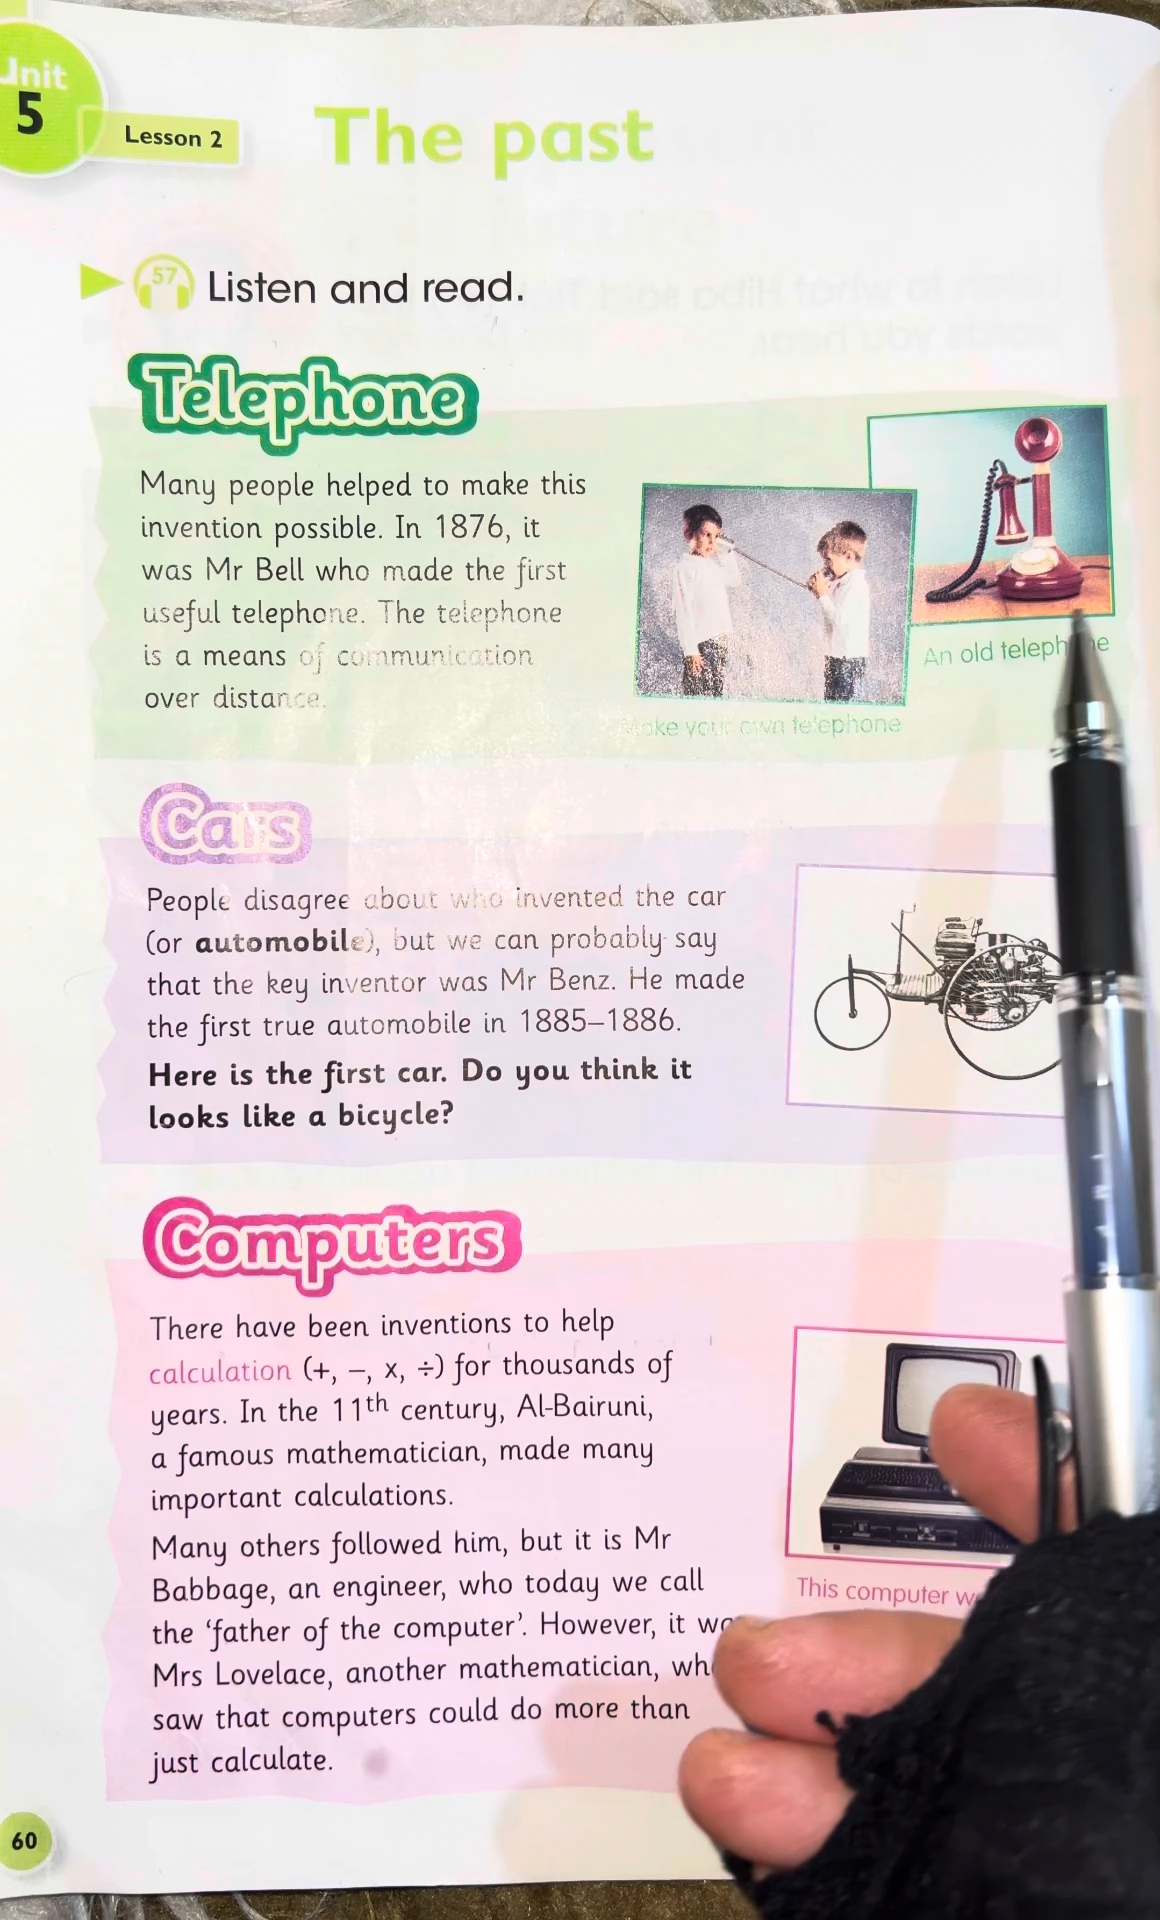 Unit
5
Lesson 2
The past
57
Listen and read.
Telephone
Many people helped to make this
invention possible. In 1876, it
was Mr Bell who made the first
useful telephone. The telephone
is a means of communication
over distance.
An old telephone
Make your own telephone
Cars
People disagree about who invented the car
(or automobile), but we can probably say
that the key inventor was Mr Benz. He made
the first true automobile in 1885–1886.
Here is the first car. Do you think it
looks like a bicycle?
Computers
There have been inventions to help
calculation (+, –, x, ÷) for thousands of
years. In the 11th century, Al-Bairuni,
a famous mathematician, made many
important calculations.
Many others followed him, but it is Mr
Babbage, an engineer, who today we call
the ‘father of the computer’. However, it
Mrs Lovelace, another mathematician,
saw that computers could do more than
just calculate.
This computer
60